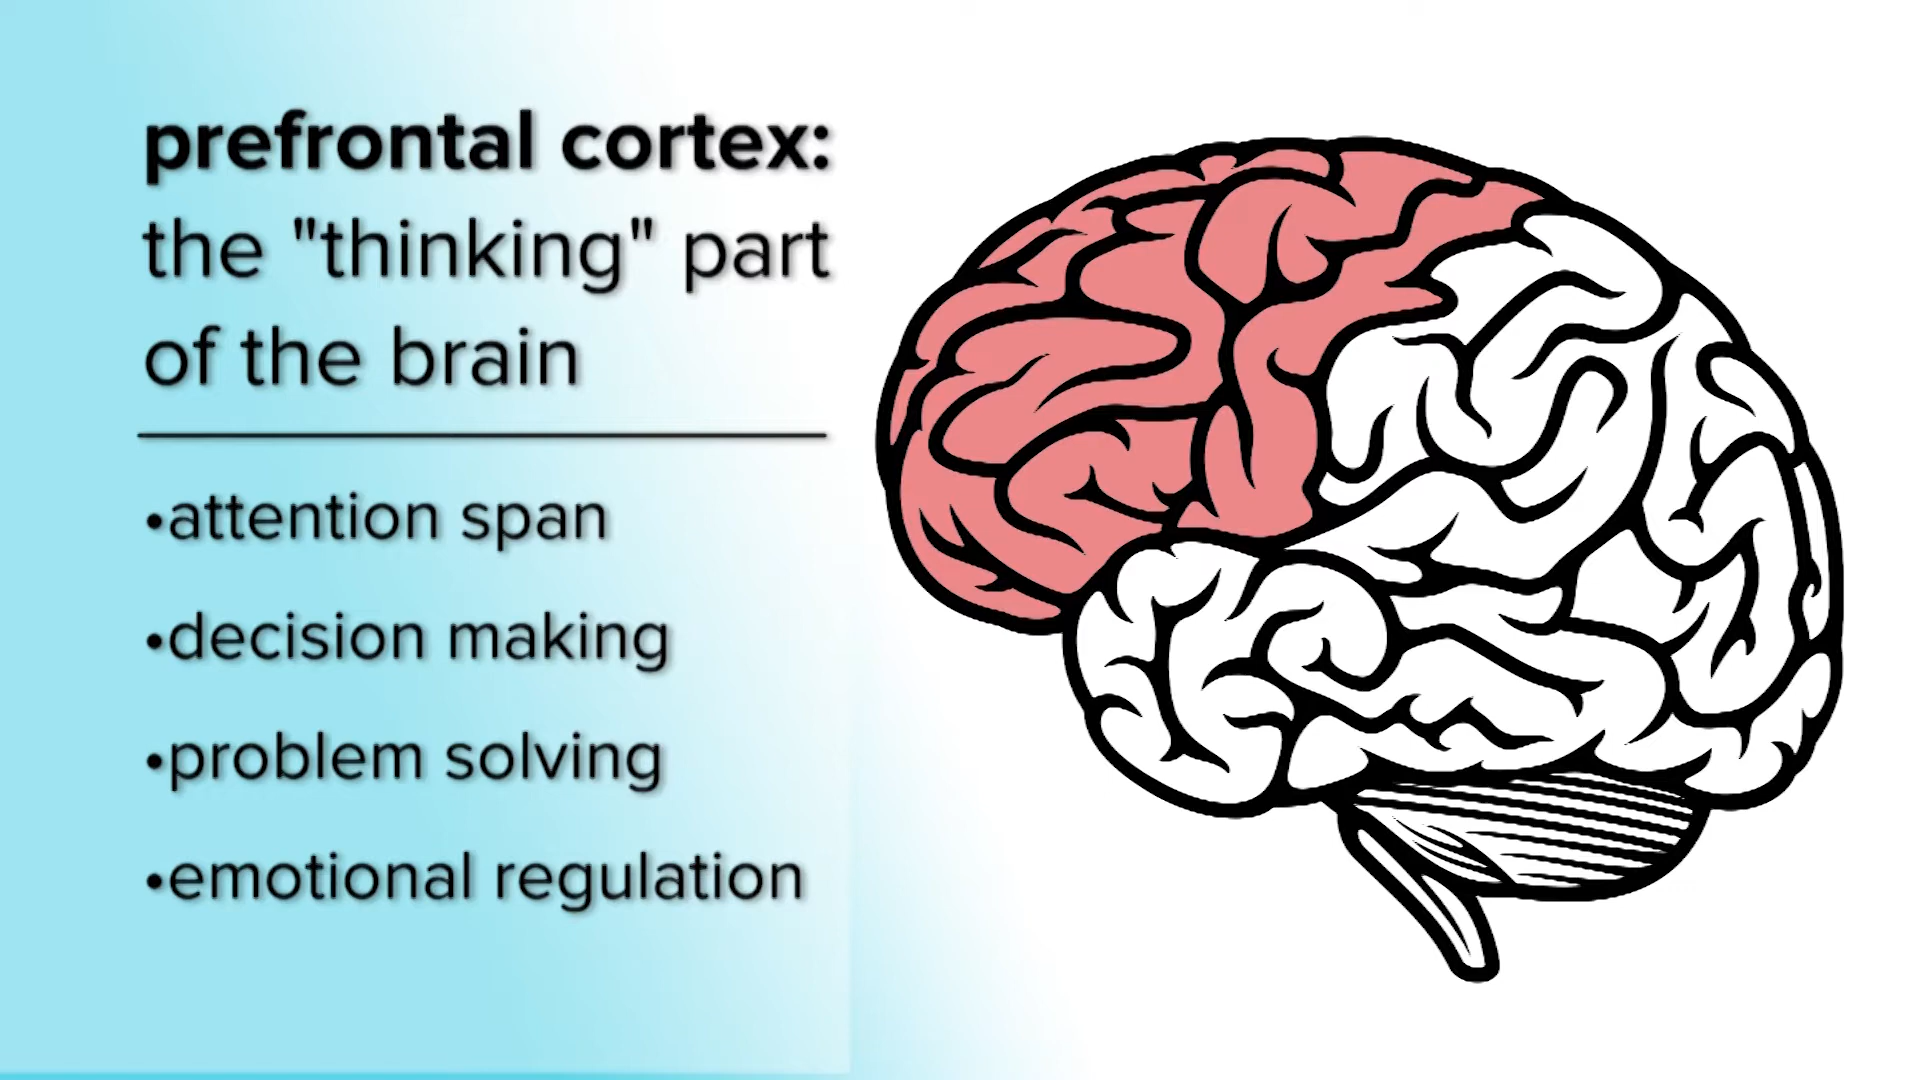 prefrontal cortex:
the "thinking" part
of the brain
•attention span
•decision making
•problem solving
•emotional regulation